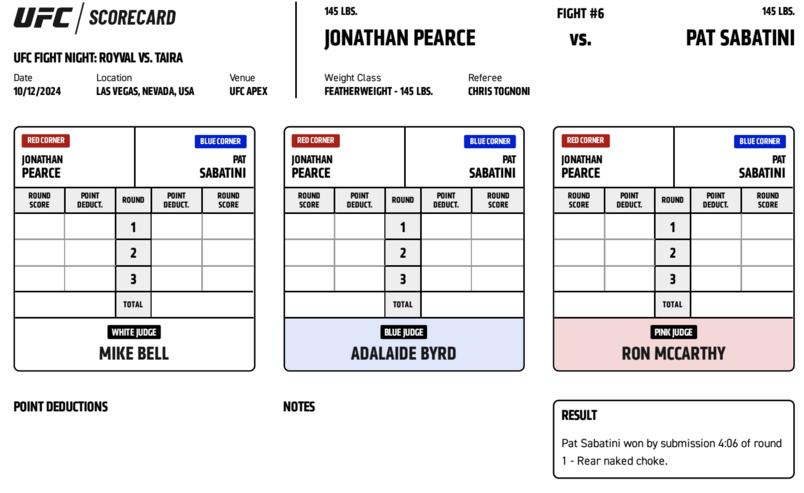 UFC SCORECARD
UFC FIGHT NIGHT: ROYVAL VS. TAIRA
Date Location Venue
10/12/2024 LAS VEGAS, NEVADA, USA UFC APEX
145 LBS. FIGHT #6 145 LBS.
JONATHAN PEARCE VS. PAT SABATINI
Weight Class Referee
FEATHERWEIGHT - 145 LBS. CHRIS TOGNONI
RED CORNER BLUE CORNER
JONATHAN PAT
PEARCE SABATINI
ROUND POINT ROUND POINT ROUND
SCORE DEDUCT. DEDUCT. SCORE
1
2
3
TOTAL
WHITE JUDGE
MIKE BELL
RED CORNER BLUE CORNER
JONATHAN PAT
PEARCE SABATINI
ROUND POINT ROUND POINT ROUND
SCORE DEDUCT. DEDUCT. SCORE
1
2
3
TOTAL
BLUE JUDGE
ADALAIDE BYRD
RED CORNER BLUE CORNER
JONATHAN PAT
PEARCE SABATINI
ROUND POINT ROUND POINT ROUND
SCORE DEDUCT. DEDUCT. SCORE
1
2
3
TOTAL
PINK JUDGE
RON MCCARTHY
POINT DEDUCTIONS
NOTES
RESULT
Pat Sabatini won by submission 4:06 of round
1 - Rear naked choke.